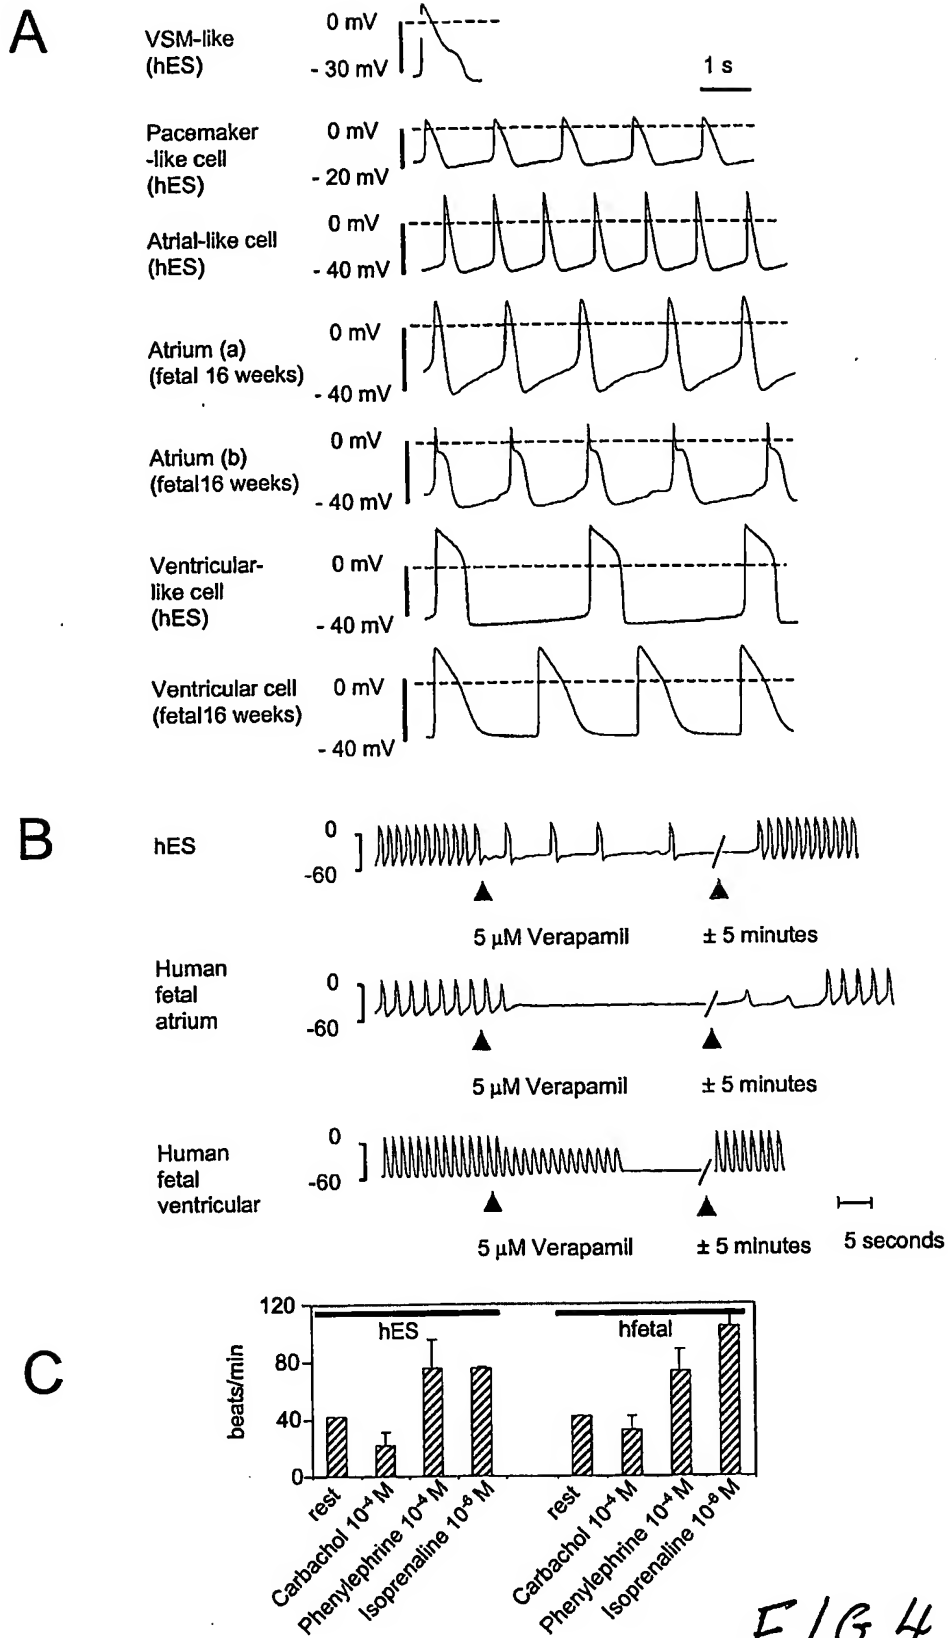 A
VSM-like
(hES)
0 mV
- 30 mV
1 s
Pacemaker
-like cell
(hES)
0 mV
- 20 mV
Atrial-like cell
(hES)
0 mV
- 40 mV
Atrium (a)
(fetal 16 weeks)
0 mV
- 40 mV
Atrium (b)
(fetal16 weeks)
0 mV
- 40 mV
Ventricular-
like cell
(hES)
0 mV
- 40 mV
Ventricular cell
(fetal16 weeks)
0 mV
- 40 mV
B
hES
0
-60
5 µM Verapamil
± 5 minutes
Human
fetal
atrium
0
-60
5 µM Verapamil
± 5 minutes
Human
fetal
ventricular
0
-60
5 µM Verapamil
± 5 minutes
5 seconds
C
beats/min
120
80
40
0
hES
hfetal
rest
Carbachol 10⁻⁴ M
Phenylephrine 10⁻⁴ M
Isoprenaline 10⁻⁶ M
rest
Carbachol 10⁻⁴ M
Phenylephrine 10⁻⁴ M
Isoprenaline 10⁻⁶ M
FIG 4